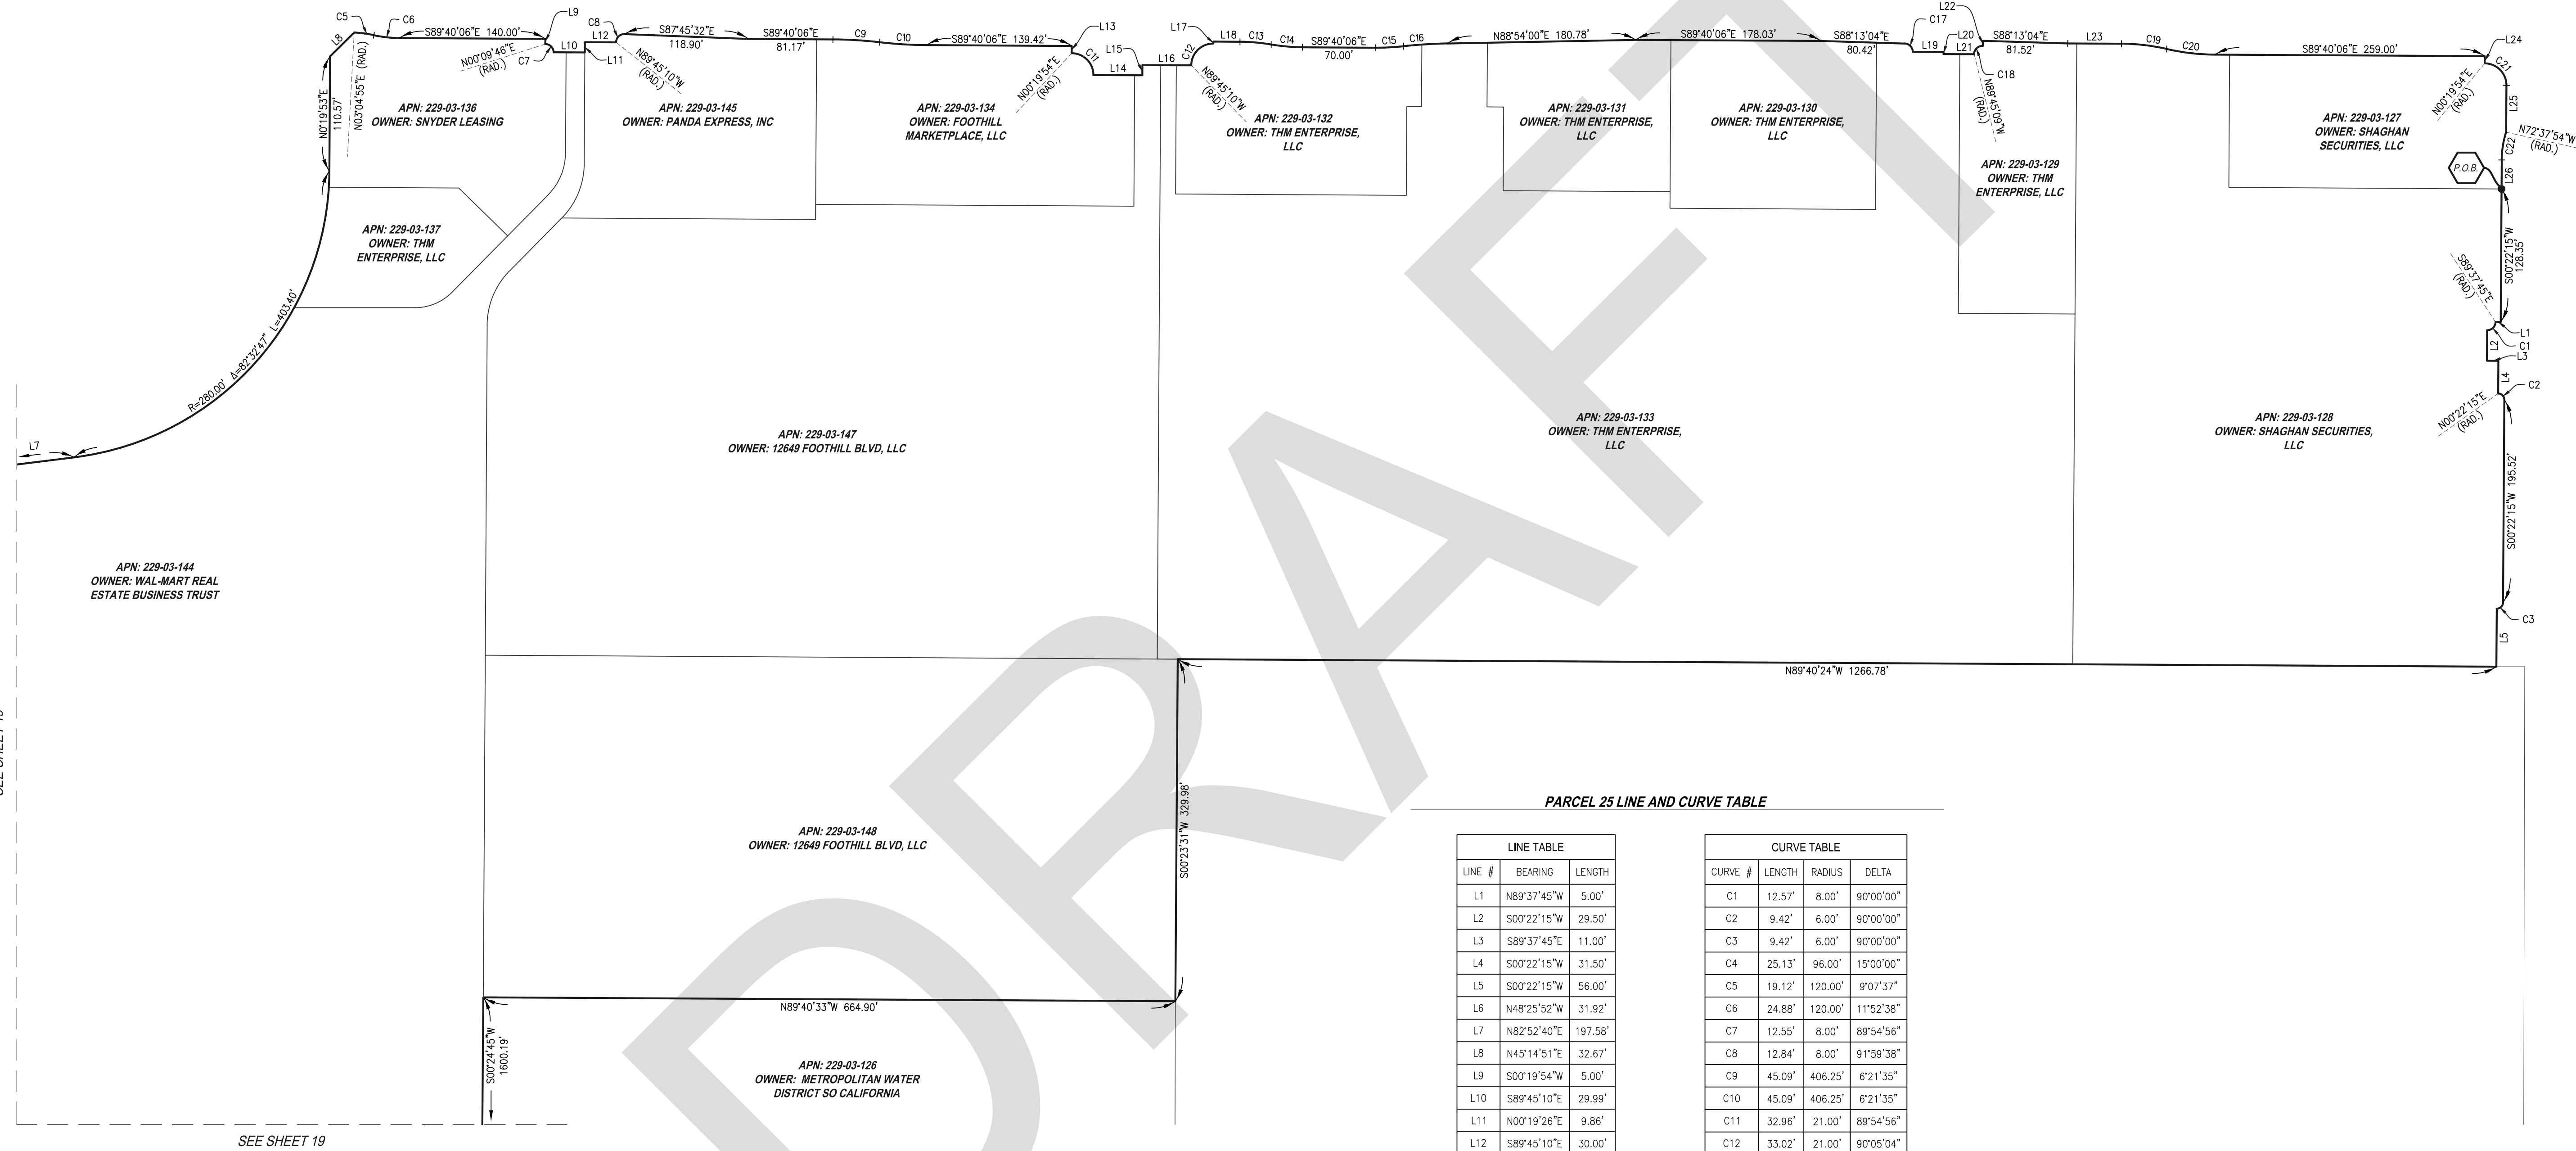 C5
C6
L8
S89°40'06"E 140.00'
L9
N00°09'46"E
(RAD.)
C7
L10
L11
C8
L12
S87°45'32"E
118.90'
N89°45'10"W
(RAD.)
S89°40'06"E
81.17'
C9
C10
S89°40'06"E 139.42'
L13
C11
L14
L15
L16
L17
C12
N00°19'54"E
(RAD.)
N89°45'10"W
(RAD.)
L18
C13
C14
S89°40'06"E
70.00'
C15
C16
N88°54'00"E 180.78'
S89°40'06"E 178.03'
S88°13'04"E
80.42'
C17
L19
L20
L21
L22
C18
N89°45'09"W
(RAD.)
S88°13'04"E
81.52'
L23
C19
C20
S89°40'06"E 259.00'
L24
C21
N00°19'54"E
(RAD.)
L25
N72°37'54"W
(RAD.)
C22
L26
P.O.B.
N0°19'53"E
110.57'
N03°04'55"E (RAD.)
APN: 229-03-136
OWNER: SNYDER LEASING
APN: 229-03-145
OWNER: PANDA EXPRESS, INC
APN: 229-03-134
OWNER: FOOTHILL
MARKETPLACE, LLC
APN: 229-03-132
OWNER: THM ENTERPRISE,
LLC
APN: 229-03-131
OWNER: THM ENTERPRISE,
LLC
APN: 229-03-130
OWNER: THM ENTERPRISE,
LLC
APN: 229-03-129
OWNER: THM
ENTERPRISE, LLC
APN: 229-03-127
OWNER: SHAGHAN
SECURITIES, LLC
APN: 229-03-137
OWNER: THM
ENTERPRISE, LLC
S00°22'15"W
128.35'
S89°37'45"E
(RAD.)
L1
C1
L2
L3
L4
C2
N00°22'15"E
(RAD.)
R=280.00' Δ=82°32'47" L=403.40'
L7
APN: 229-03-147
OWNER: 12649 FOOTHILL BLVD, LLC
APN: 229-03-133
OWNER: THM ENTERPRISE,
LLC
APN: 229-03-128
OWNER: SHAGHAN SECURITIES,
LLC
S00°22'15"W 195.52'
C3
L5
APN: 229-03-144
OWNER: WAL-MART REAL
ESTATE BUSINESS TRUST
N89°40'24"W 1266.78'
S00°23'31"W 329.98'
APN: 229-03-148
OWNER: 12649 FOOTHILL BLVD, LLC
N89°40'33"W 664.90'
S00°24'45"W
1600.19'
APN: 229-03-126
OWNER: METROPOLITAN WATER
DISTRICT SO CALIFORNIA
SEE SHEET 19
DRAFT
PARCEL 25 LINE AND CURVE TABLE
LINE TABLE
LINE # BEARING LENGTH
L1 N89°37'45"W 5.00'
L2 S00°22'15"W 29.50'
L3 S89°37'45"E 11.00'
L4 S00°22'15"W 31.50'
L5 S00°22'15"W 56.00'
L6 N48°25'52"W 31.92'
L7 N82°52'40"E 197.58'
L8 N45°14'51"E 32.67'
L9 S00°19'54"W 5.00'
L10 S89°45'10"E 29.99'
L11 N00°19'26"E 9.86'
L12 S89°45'10"E 30.00'
CURVE TABLE
CURVE # LENGTH RADIUS DELTA
C1 12.57' 8.00' 90°00'00"
C2 9.42' 6.00' 90°00'00"
C3 9.42' 6.00' 90°00'00"
C4 25.13' 96.00' 15°00'00"
C5 19.12' 120.00' 9°07'37"
C6 24.88' 120.00' 11°52'38"
C7 12.55' 8.00' 89°54'56"
C8 12.84' 8.00' 91°59'38"
C9 45.09' 406.25' 6°21'35"
C10 45.09' 406.25' 6°21'35"
C11 32.96' 21.00' 89°54'56"
C12 33.02' 21.00' 90°05'04"